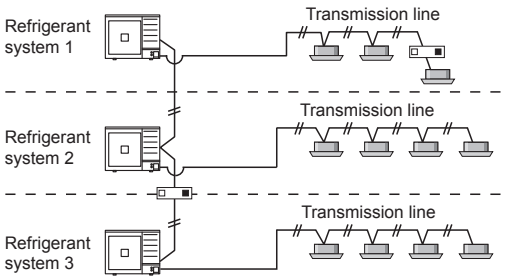 Transmission line
Refrigerant
system 1
Transmission line
Refrigerant
system 2
Transmission line
Refrigerant
system 3